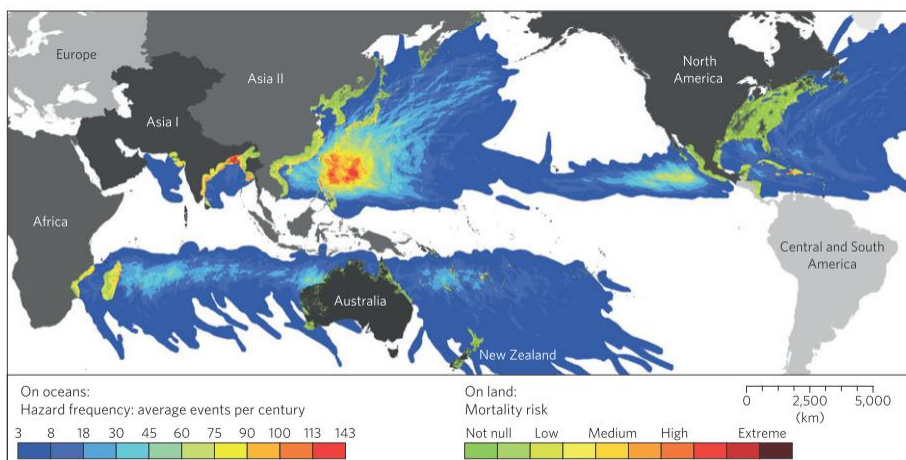 Europe
Asia II
North
America
Asia I
Africa
Central and South
America
Australia
New Zealand
On oceans:
Hazard frequency: average events per century
3 8 18 30 45 60 75 90 100 113 143
On land:
Mortality risk
Not null Low Medium High Extreme
0 2,500 5,000
(km)